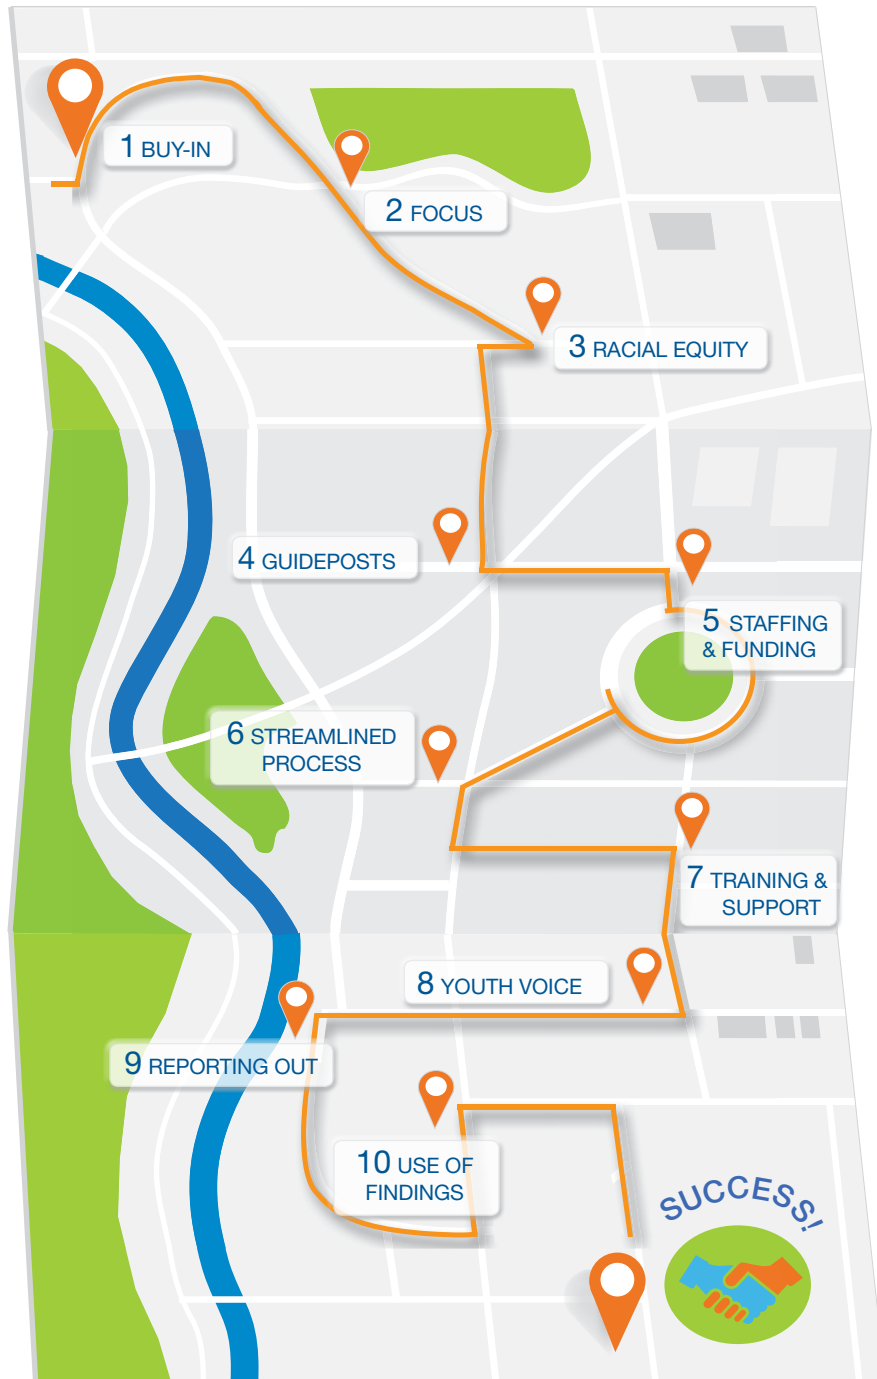 1 BUY-IN
2 FOCUS
3 RACIAL EQUITY
4 GUIDEPOSTS
5 STAFFING
& FUNDING
6 STREAMLINED
PROCESS
7 TRAINING &
SUPPORT
8 YOUTH VOICE
9 REPORTING OUT
10 USE OF
FINDINGS
SUCCESS!